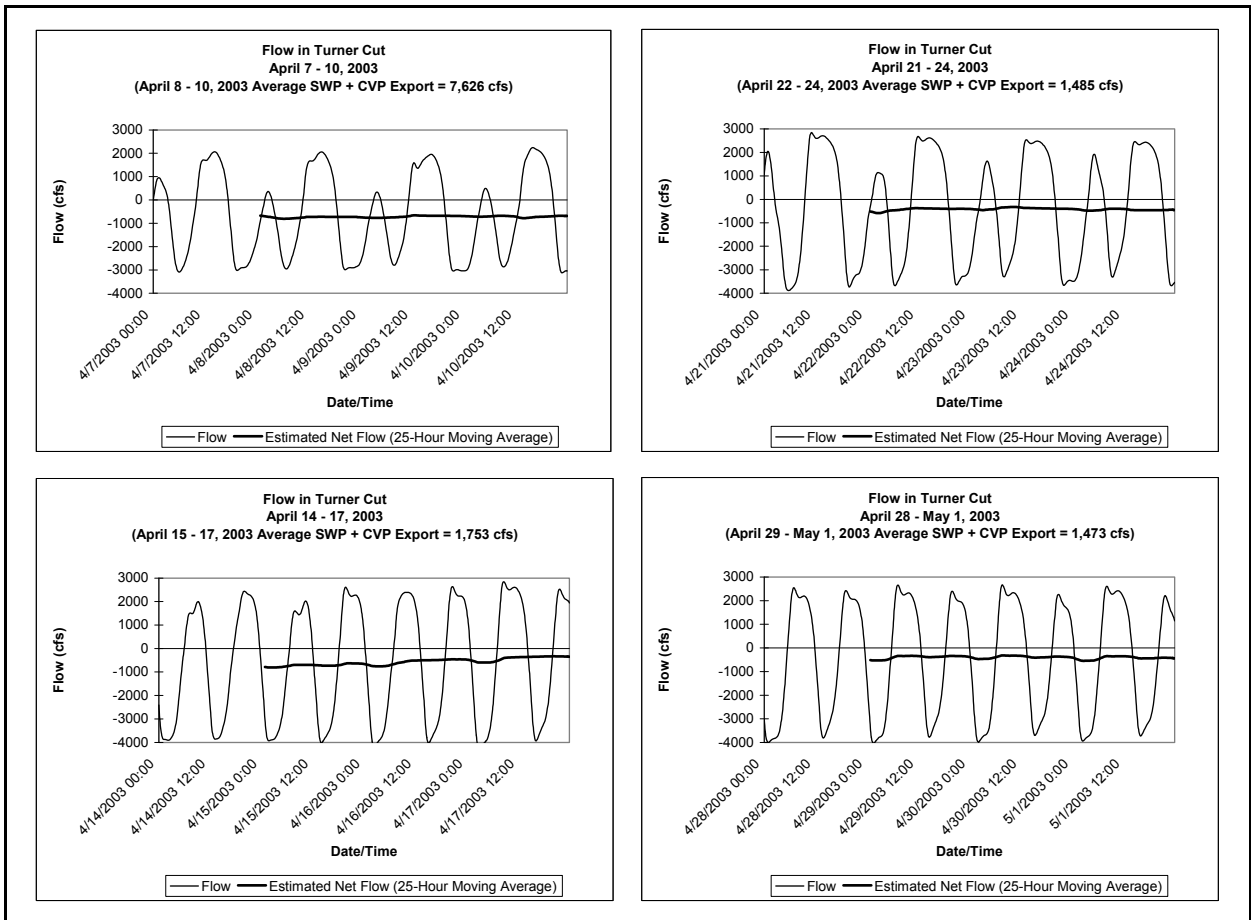 Flow in Turner Cut
April 7 - 10, 2003
(April 8 - 10, 2003 Average SWP + CVP Export = 7,626 cfs)
3000
2000
1000
0
-1000
-2000
-3000
-4000
Flow (cfs)
4/7/2003 00:00
4/7/2003 12:00
4/8/2003 0:00
4/8/2003 12:00
4/9/2003 0:00
4/9/2003 12:00
4/10/2003 0:00
4/10/2003 12:00
Date/Time
Flow
Estimated Net Flow (25-Hour Moving Average)
Flow in Turner Cut
April 21 - 24, 2003
(April 22 - 24, 2003 Average SWP + CVP Export = 1,485 cfs)
3000
2000
1000
0
-1000
-2000
-3000
-4000
Flow (cfs)
4/21/2003 00:00
4/21/2003 12:00
4/22/2003 0:00
4/22/2003 12:00
4/23/2003 0:00
4/23/2003 12:00
4/24/2003 0:00
4/24/2003 12:00
Date/Time
Flow
Estimated Net Flow (25-Hour Moving Average)
Flow in Turner Cut
April 14 - 17, 2003
(April 15 - 17, 2003 Average SWP + CVP Export = 1,753 cfs)
3000
2000
1000
0
-1000
-2000
-3000
-4000
Flow (cfs)
4/14/2003 00:00
4/14/2003 12:00
4/15/2003 0:00
4/15/2003 12:00
4/16/2003 0:00
4/16/2003 12:00
4/17/2003 0:00
4/17/2003 12:00
Date/Time
Flow
Estimated Net Flow (25-Hour Moving Average)
Flow in Turner Cut
April 28 - May 1, 2003
(April 29 - May 1, 2003 Average SWP + CVP Export = 1,473 cfs)
3000
2000
1000
0
-1000
-2000
-3000
-4000
Flow (cfs)
4/28/2003 00:00
4/28/2003 12:00
4/29/2003 0:00
4/29/2003 12:00
4/30/2003 0:00
4/30/2003 12:00
5/1/2003 0:00
5/1/2003 12:00
Date/Time
Flow
Estimated Net Flow (25-Hour Moving Average)